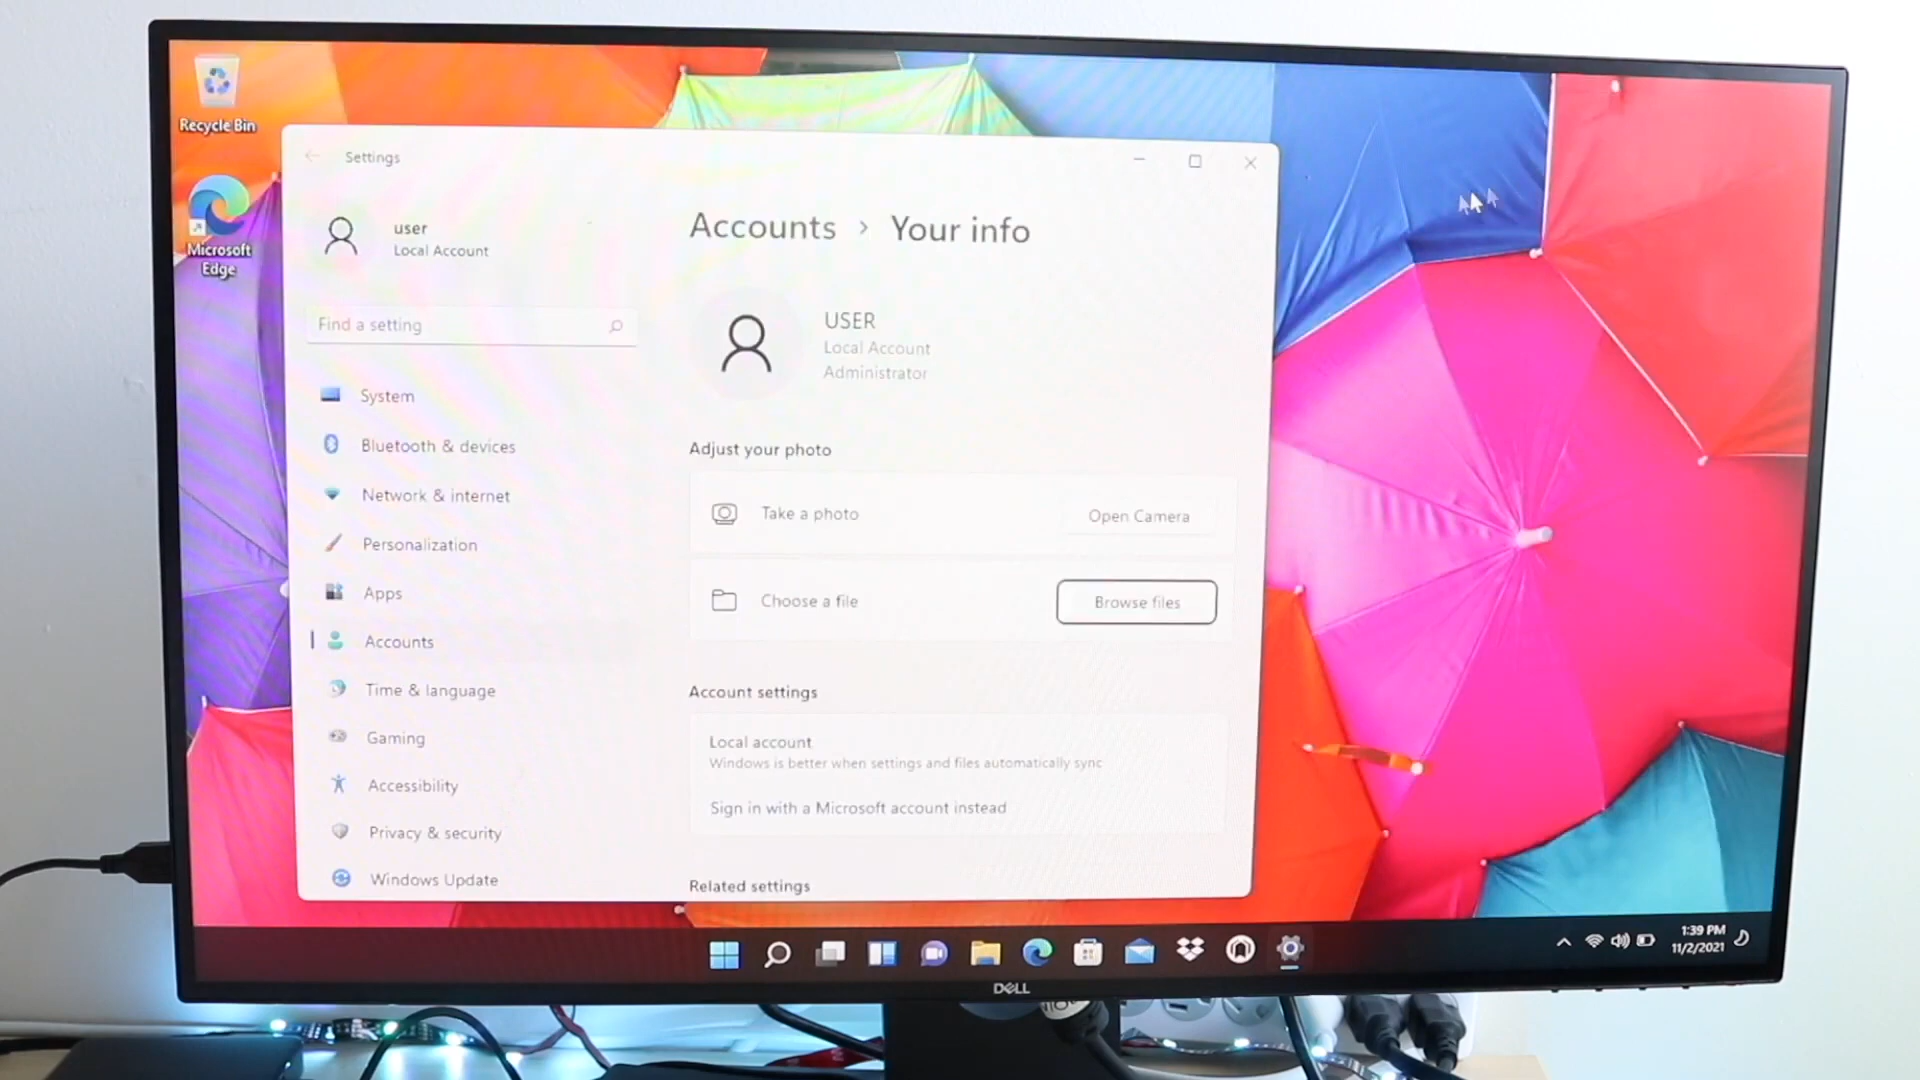 Recycle Bin
Microsoft
Edge
Settings
user
Local Account
Find a setting
System
Bluetooth & devices
Network & internet
Personalization
Apps
Accounts
Time & language
Gaming
Accessibility
Privacy & security
Windows Update
Accounts > Your info
USER
Local Account
Administrator
Adjust your photo
Take a photo
Open Camera
Choose a file
Browse files
Account settings
Local account
Windows is better when settings and files automatically sync
Sign in with a Microsoft account instead
Related settings
1:39 PM
11/2/2021
DELL